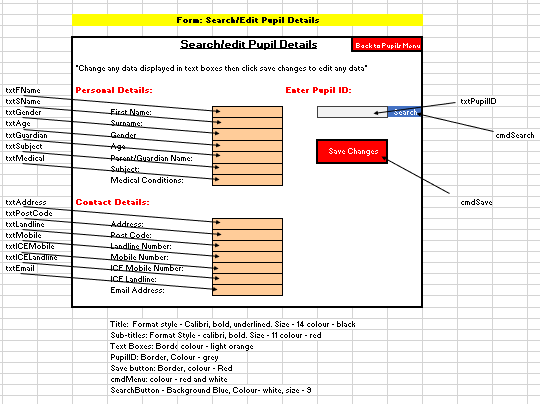 Form: Search/Edit Pupil Details
Search/edit Pupil Details
Back to Pupils Menu
"Change any data displayed in text boxes then click save changes to edit any data"
txtFName
Personal Details:
Enter Pupil ID:
txtSName
txtPupilID
txtGender
First Name:
Search
txtAge
Surname:
txtGuardian
Gender
cmdSearch
txtSubject
Age
Save Changes
txtMedical
Parent/Guardian Name:
Subject:
Medical Conditions:
txtAddress
Contact Details:
cmdSave
txtPostCode
txtLandline
Address:
txtMobile
Post Code:
txtICEMobile
Landline Number:
txtICELandline
Mobile Number:
txtEmail
ICE Mobile Number:
ICE Landline:
Email Address:
Title: Format style - Calibri, bold, underlined. Size - 14 colour - black
Sub-titles: Format Style - calibri, bold. Size - 11 colour - red
Text Boxes: Colour - light orange
PupilID: Border, Colour - grey
Save button: Border, colour - Red
cmdMenu: colour - red and white
SearchButton - Background Blue, Colour- white, size - 9